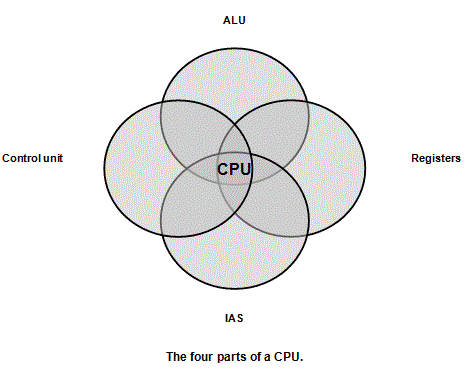 ALU
Control unit
CPU
Registers
IAS
The four parts of a CPU.